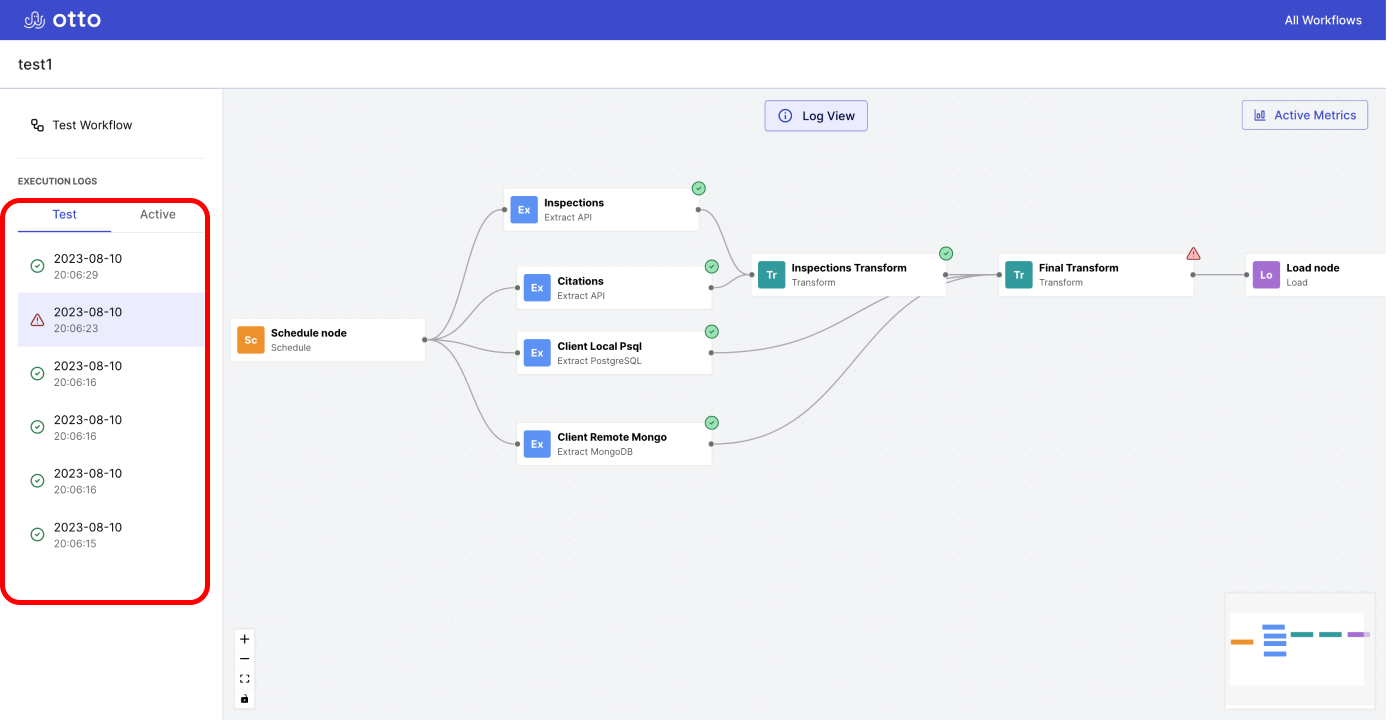 otto
All Workflows
test1
Test Workflow
EXECUTION LOGS
Test
Active
2023-08-10
20:06:29
2023-08-10
20:06:23
2023-08-10
20:06:16
2023-08-10
20:06:16
2023-08-10
20:06:16
2023-08-10
20:06:15
Log View
Active Metrics
Sc
Schedule node
Schedule
Ex
Inspections
Extract API
Ex
Citations
Extract API
Ex
Client Local Psql
Extract PostgreSQL
Ex
Client Remote Mongo
Extract MongoDB
Tr
Inspections Transform
Transform
Tr
Final Transform
Transform
Lo
Load node
Load